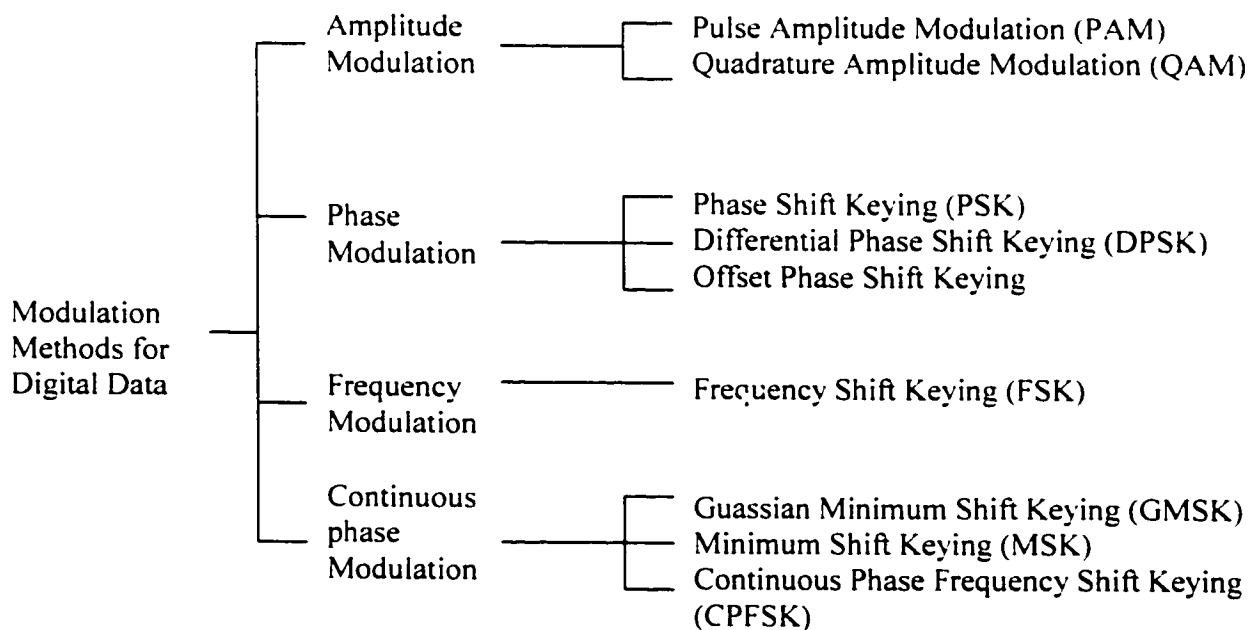 Modulation
Methods for
Digital Data
Amplitude
Modulation
Pulse Amplitude Modulation (PAM)
Quadrature Amplitude Modulation (QAM)
Phase
Modulation
Phase Shift Keying (PSK)
Differential Phase Shift Keying (DPSK)
Offset Phase Shift Keying
Frequency
Modulation
Frequency Shift Keying (FSK)
Continuous
phase
Modulation
Guassian Minimum Shift Keying (GMSK)
Minimum Shift Keying (MSK)
Continuous Phase Frequency Shift Keying
(CPFSK)